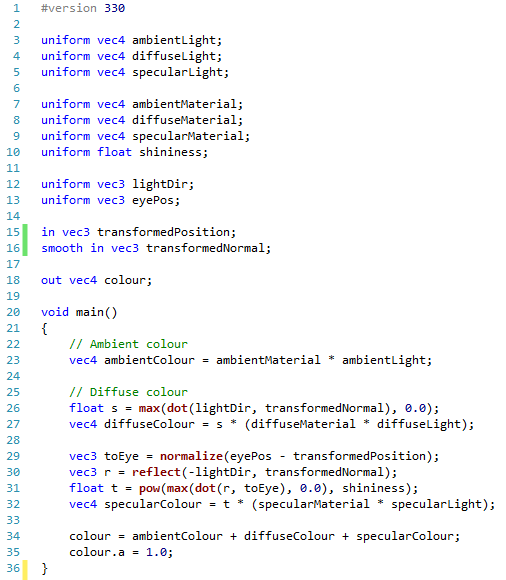 1 #version 330
2
3 uniform vec4 ambientLight;
4 uniform vec4 diffuseLight;
5 uniform vec4 specularLight;
6
7 uniform vec4 ambientMaterial;
8 uniform vec4 diffuseMaterial;
9 uniform vec4 specularMaterial;
10 uniform float shininess;
11
12 uniform vec3 lightDir;
13 uniform vec3 eyePos;
14
15 in vec3 transformedPosition;
16 smooth in vec3 transformedNormal;
17
18 out vec4 colour;
19
20 void main()
21 {
22     // Ambient colour
23     vec4 ambientColour = ambientMaterial * ambientLight;
24
25     // Diffuse colour
26     float s = max(dot(lightDir, transformedNormal), 0.0);
27     vec4 diffuseColour = s * (diffuseMaterial * diffuseLight);
28
29     vec3 toEye = normalize(eyePos - transformedPosition);
30     vec3 r = reflect(-lightDir, transformedNormal);
31     float t = pow(max(dot(r, toEye), 0.0), shininess);
32     vec4 specularColour = t * (specularMaterial * specularLight);
33
34     colour = ambientColour + diffuseColour + specularColour;
35     colour.a = 1.0;
36 }